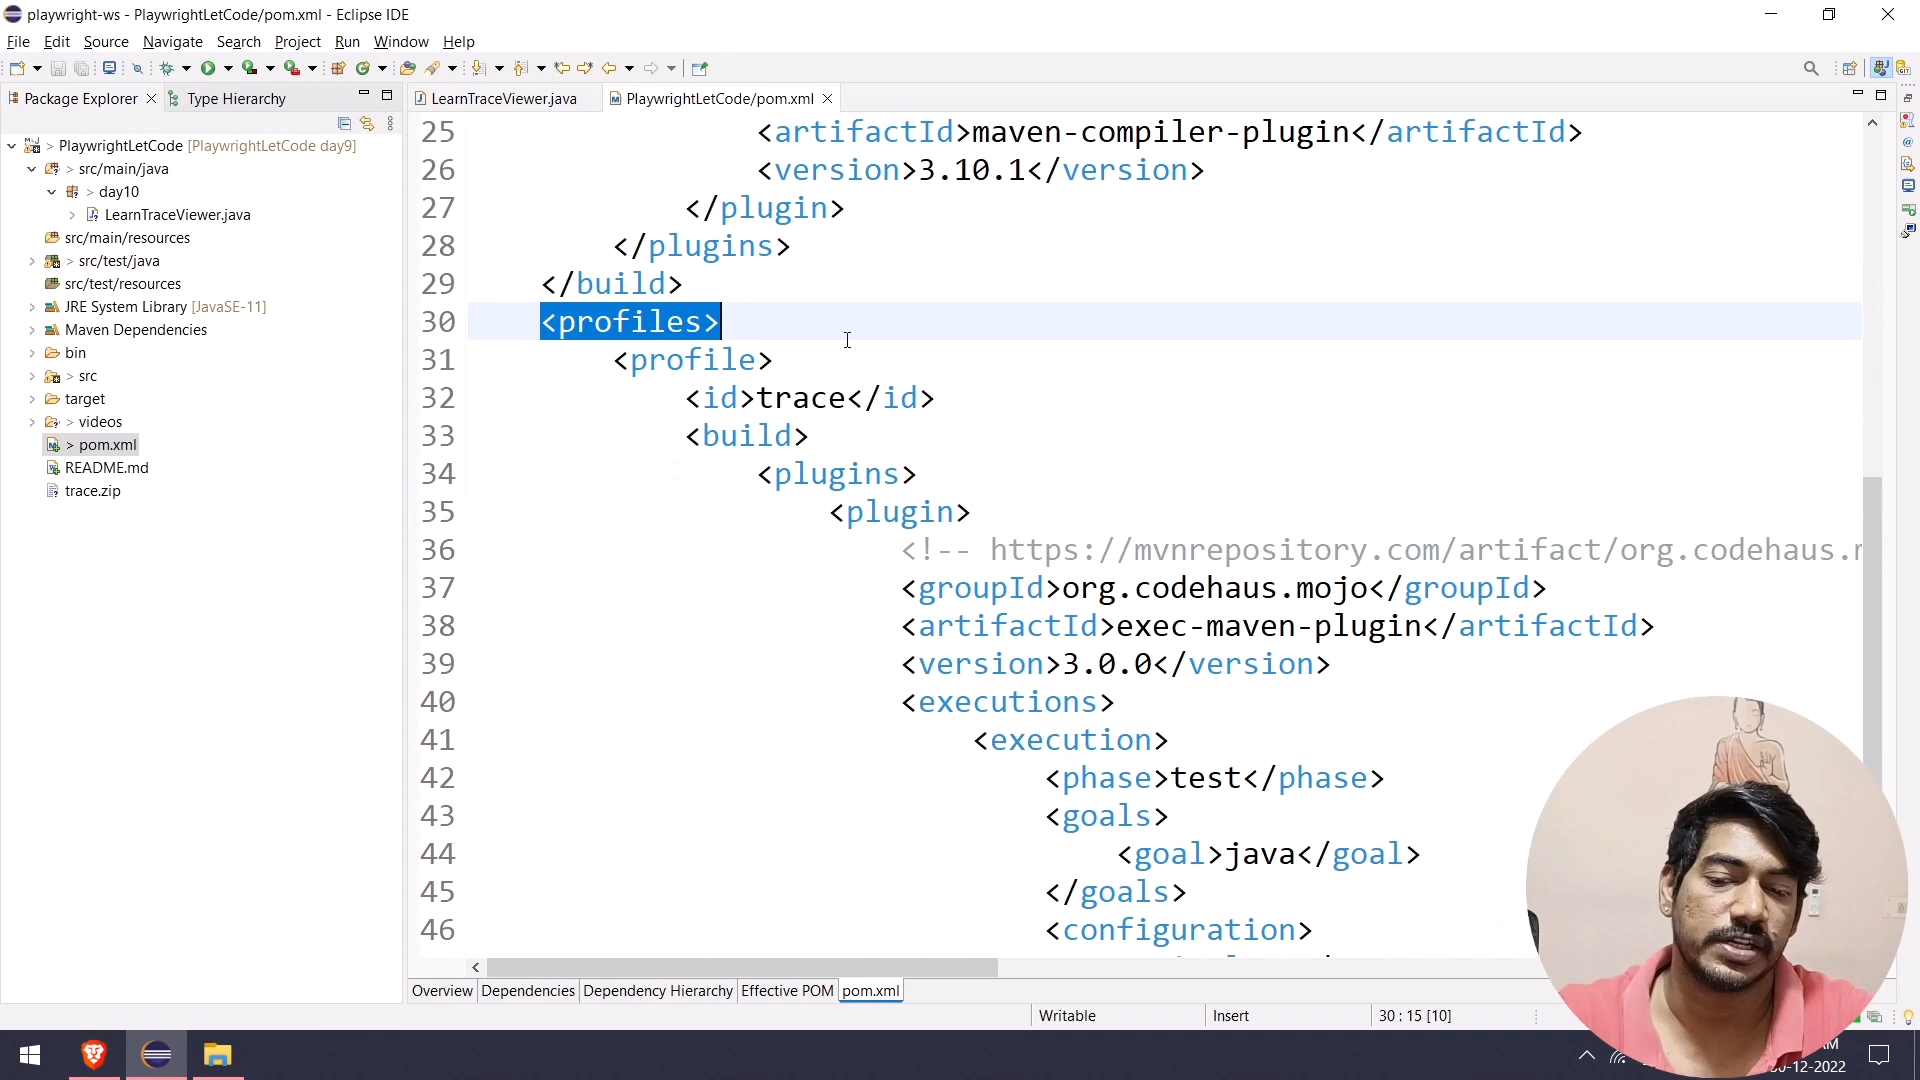 playwright-ws - PlaywrightLetCode/pom.xml - Eclipse IDE
File Edit Source Navigate Search Project Run Window Help
Package Explorer Type Hierarchy
PlaywrightLetCode [PlaywrightLetCode day9]
src/main/java
day10
LearnTraceViewer.java
src/main/resources
src/test/java
src/test/resources
JRE System Library [JavaSE-11]
Maven Dependencies
bin
src
target
videos
pom.xml
README.md
trace.zip
LearnTraceViewer.java PlaywrightLetCode/pom.xml
25 <artifactId>maven-compiler-plugin</artifactId>
26 <version>3.10.1</version>
27 </plugin>
28 </plugins>
29 </build>
30 <profiles>
31 <profile>
32 <id>trace</id>
33 <build>
34 <plugins>
35 <plugin>
36 <!-- https://mvnrepository.com/artifact/org.codehaus.
37 <groupId>org.codehaus.mojo</groupId>
38 <artifactId>exec-maven-plugin</artifactId>
39 <version>3.0.0</version>
40 <executions>
41 <execution>
42 <phase>test</phase>
43 <goals>
44 <goal>java</goal>
45 </goals>
46 <configuration>
Overview Dependencies Dependency Hierarchy Effective POM pom.xml
Writable Insert 30 : 15 [10]
AM
0-12-2022